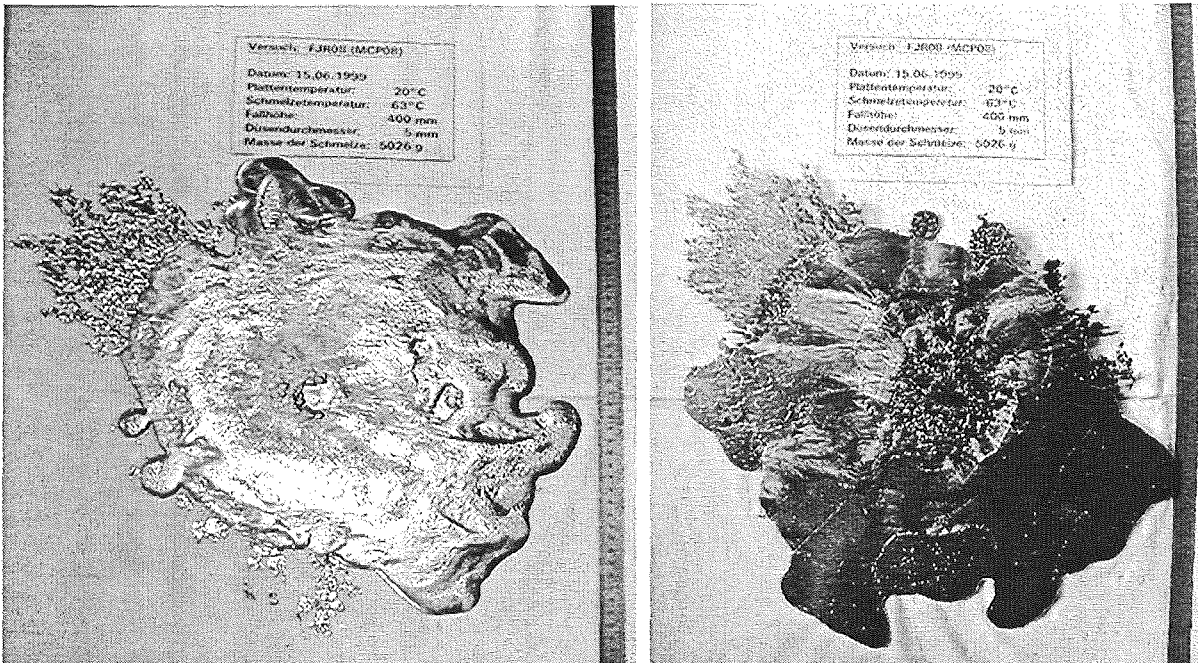 Versuch: FJR08 (MCP08)
Datum: 15.06.1999
Plattentemperatur: 20°C
Schmelzetemperatur: 63°C
Fallhöhe: 400 mm
Düsendurchmesser: 5 mm
Masse der Schmelze: 5026 g
Versuch: FJR08 (MCP08)
Datum: 15.06.1999
Plattentemperatur: 20°C
Schmelzetemperatur: 63°C
Fallhöhe: 400 mm
Düsendurchmesser: 5 mm
Masse der Schmelze: 5026 g